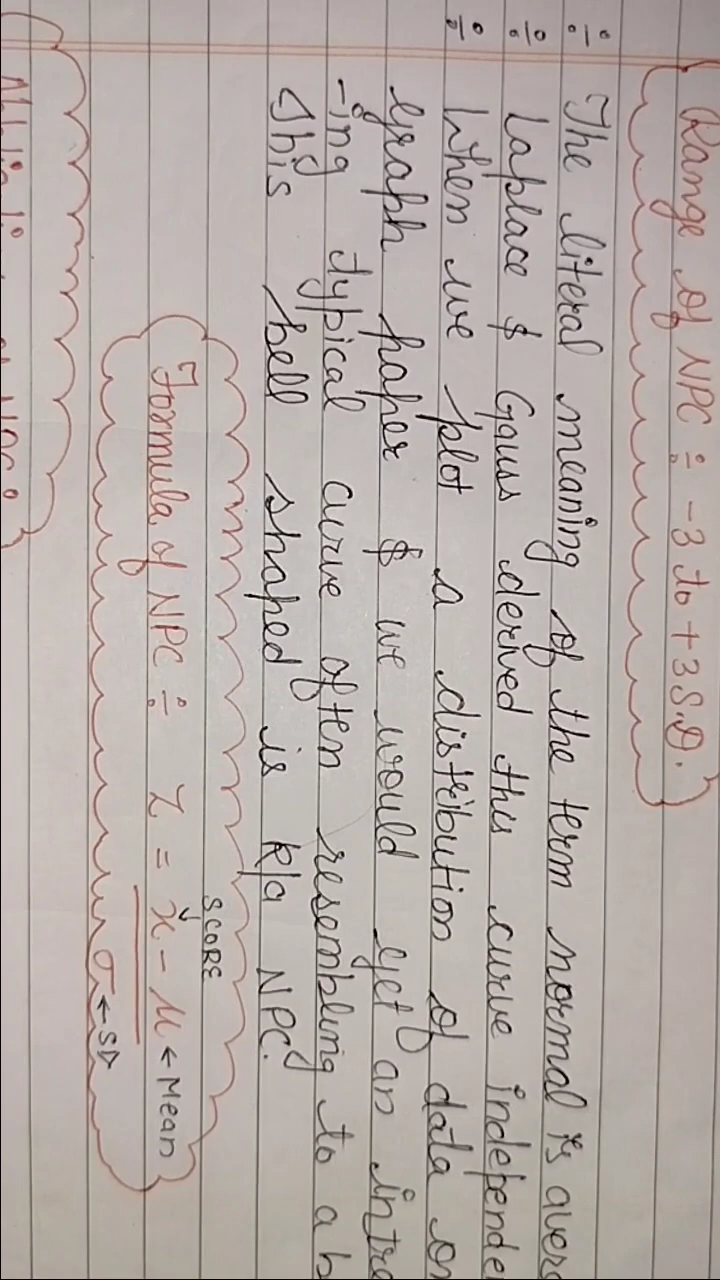 Range of NPC ÷ -3 to +3 S.D.
÷ The literal meaning of the term normal is aver
÷ Laplace & Gauss derived this curve independe
÷ When we plot a distribution of data on
graph paper & we would get an intre
-ing typical curve often resembling to a b
This bell shaped is k/a NPC.
SCORE
Formula of NPC ÷ Z = x - μ ← Mean
σ ← SD